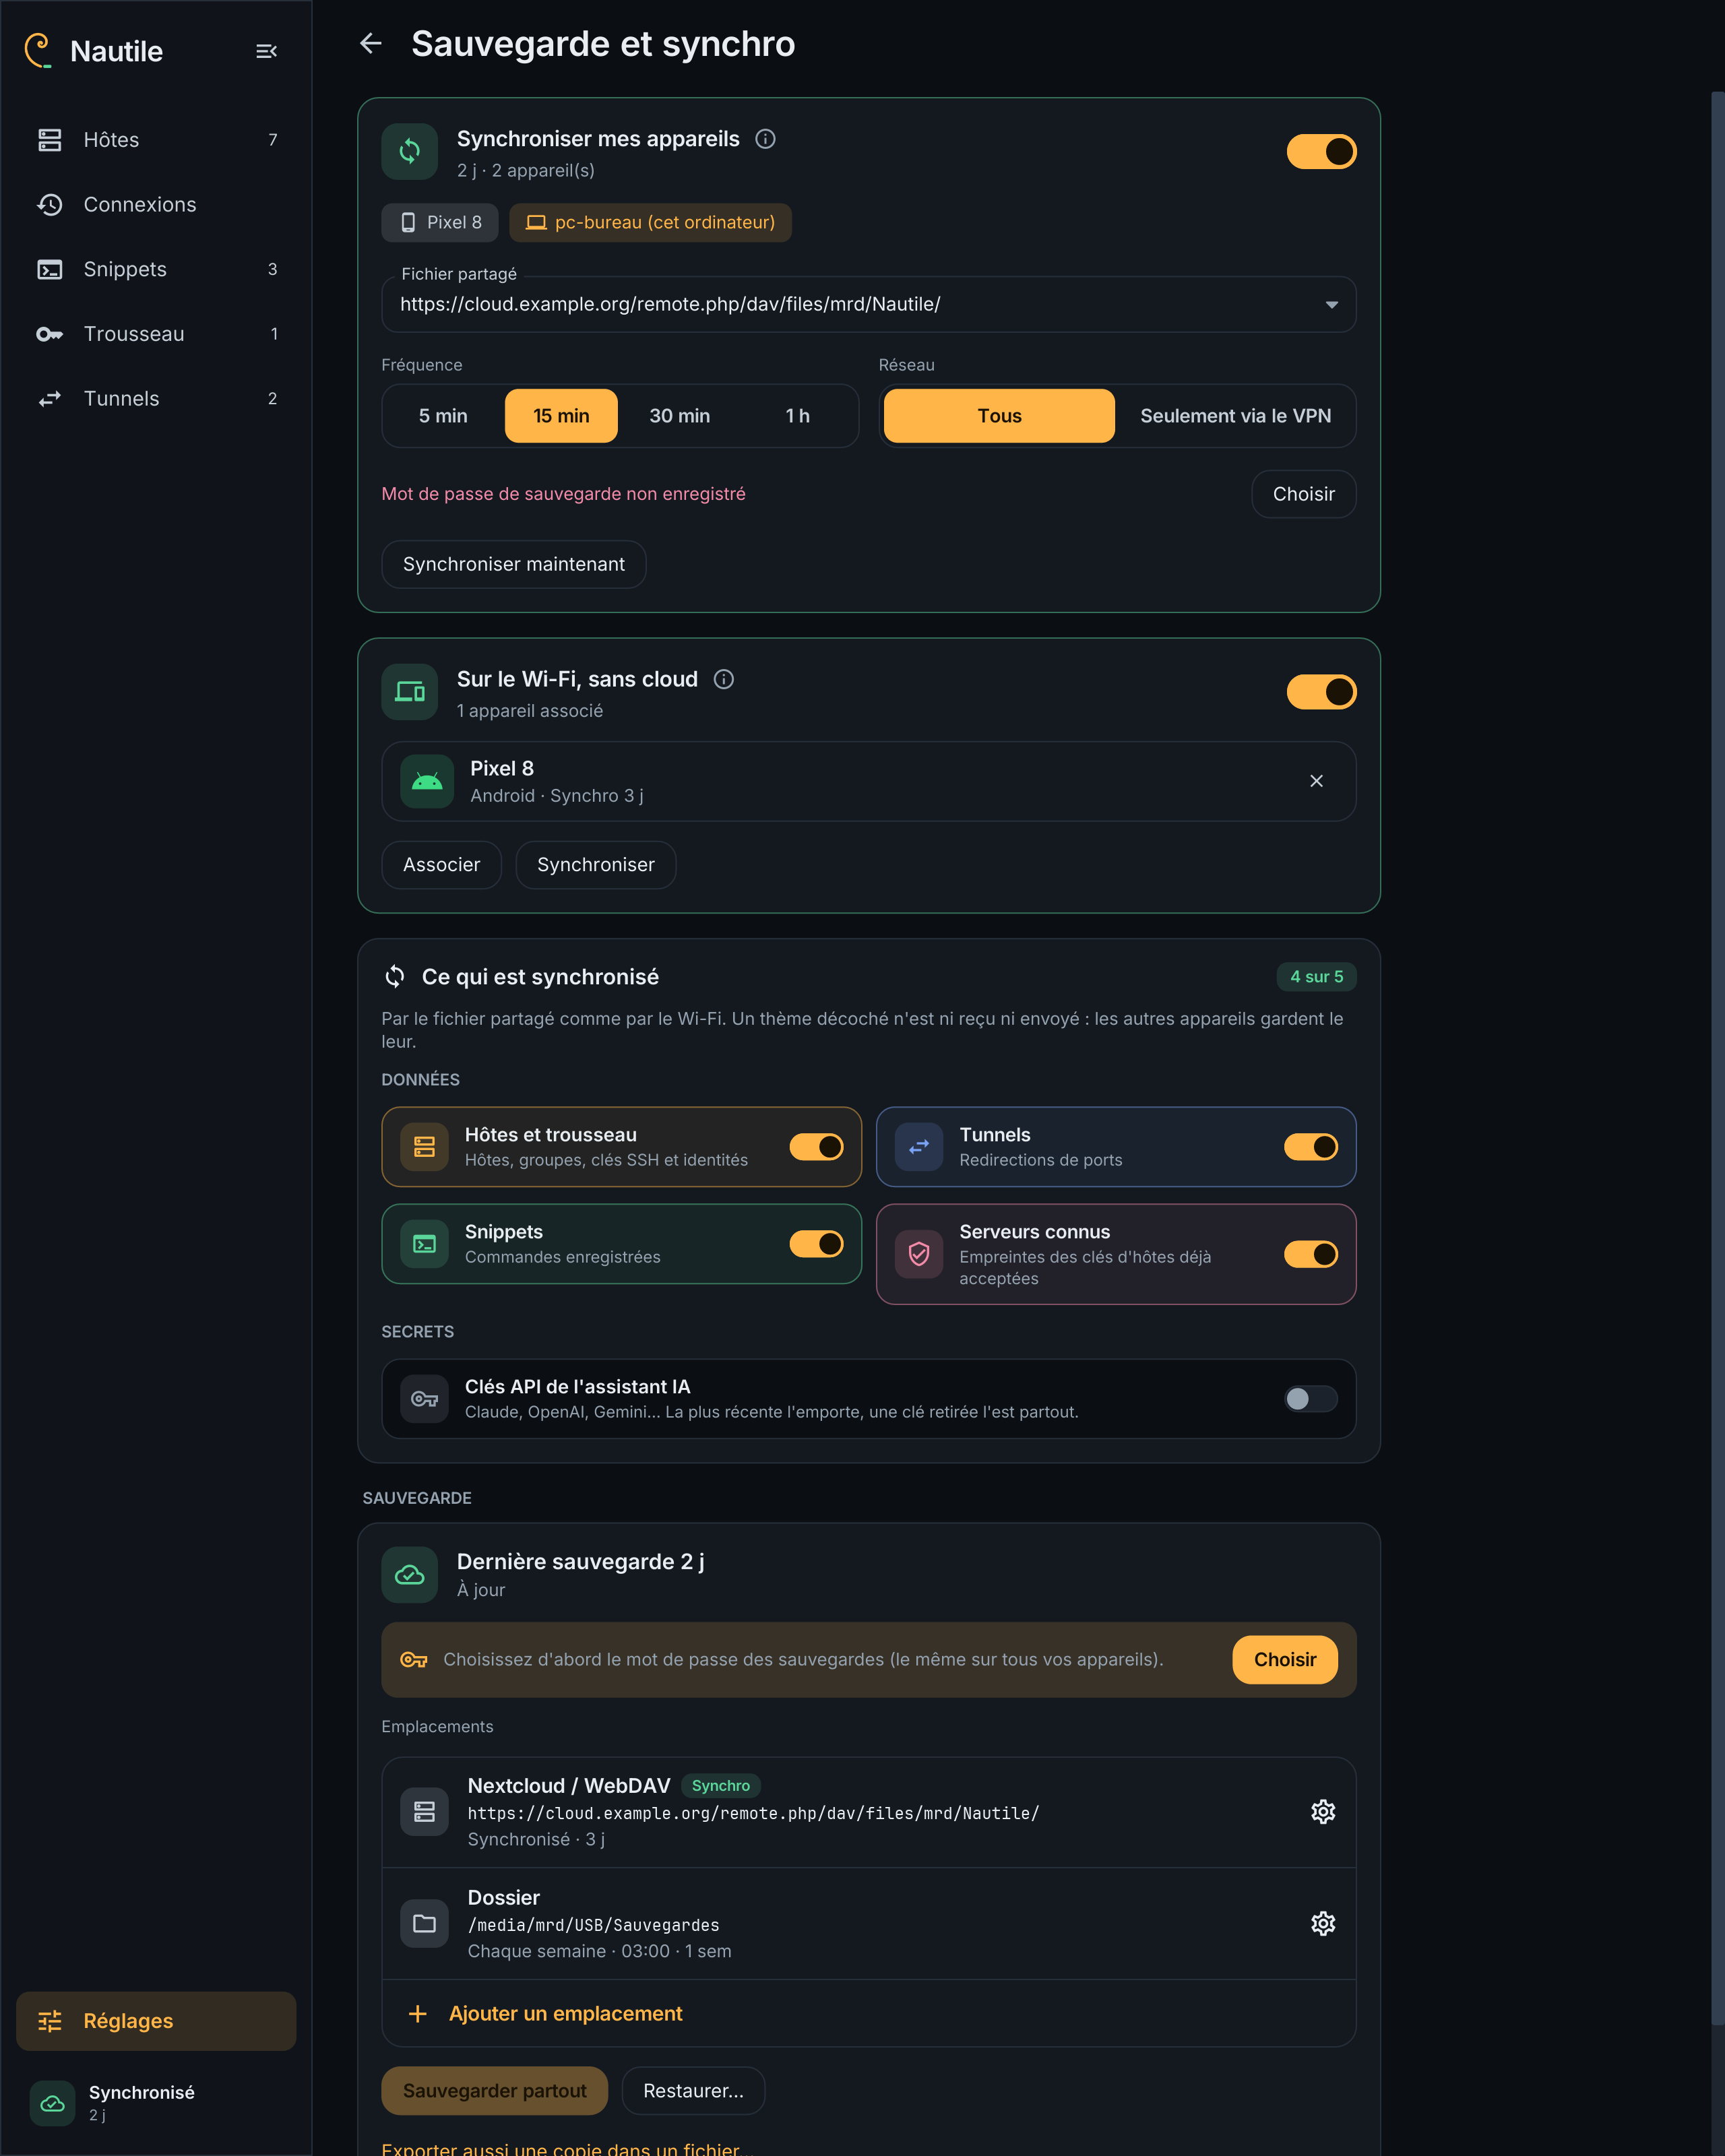 Nautile
Hôtes 7
Connexions
Snippets 3
Trousseau 1
Tunnels 2
Réglages
Synchronisé
2 j
Sauvegarde et synchro
Synchroniser mes appareils
2 j · 2 appareil(s)
Pixel 8
pc-bureau (cet ordinateur)
Fichier partagé
https://cloud.example.org/remote.php/dav/files/mrd/Nautile/
Fréquence
5 min 15 min 30 min 1 h
Réseau
Tous Seulement via le VPN
Mot de passe de sauvegarde non enregistré
Choisir
Synchroniser maintenant
Sur le Wi-Fi, sans cloud
1 appareil associé
Pixel 8
Android · Synchro 3 j
Associer
Synchroniser
Ce qui est synchronisé
4 sur 5
Par le fichier partagé comme par le Wi-Fi. Un thème décoché n'est ni reçu ni envoyé : les autres appareils gardent le
leur.
DONNÉES
Hôtes et trousseau
Hôtes, groupes, clés SSH et identités
Tunnels
Redirections de ports
Snippets
Commandes enregistrées
Serveurs connus
Empreintes des clés d'hôtes déjà
acceptées
SECRETS
Clés API de l'assistant IA
Claude, OpenAI, Gemini... La plus récente l'emporte, une clé retirée l'est partout.
SAUVEGARDE
Dernière sauvegarde 2 j
À jour
Choisissez d'abord le mot de passe des sauvegardes (le même sur tous vos appareils).
Choisir
Emplacements
Nextcloud / WebDAV Synchro
https://cloud.example.org/remote.php/dav/files/mrd/Nautile/
Synchronisé · 3 j
Dossier
/media/mrd/USB/Sauvegardes
Chaque semaine · 03:00 · 1 sem
Ajouter un emplacement
Sauvegarder partout
Restaurer...
Exporter aussi une copie dans un fichier...